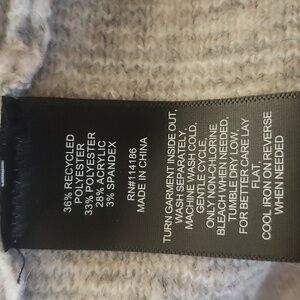 36% RECYCLED
POLYESTER
33% POLYESTER
28% ACRYLIC
3% SPANDEX
RN#114186
MADE IN CHINA
TURN GARMENT INSIDE OUT,
WASH SEPARATELY,
MACHINE WASH COLD,
GENTLE CYCLE,
ONLY NON-CHLORINE
BLEACH WHEN NEEDED,
TUMBLE DRY LOW.
FOR BETTER CARE LAY
FLAT
COOL IRON ON REVERSE
WHEN NEEDED